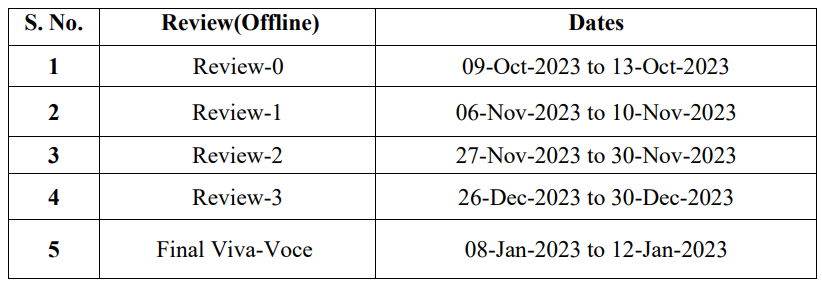 S. No. Review(Offline) Dates
1 Review-0 09-Oct-2023 to 13-Oct-2023
2 Review-1 06-Nov-2023 to 10-Nov-2023
3 Review-2 27-Nov-2023 to 30-Nov-2023
4 Review-3 26-Dec-2023 to 30-Dec-2023
5 Final Viva-Voce 08-Jan-2023 to 12-Jan-2023